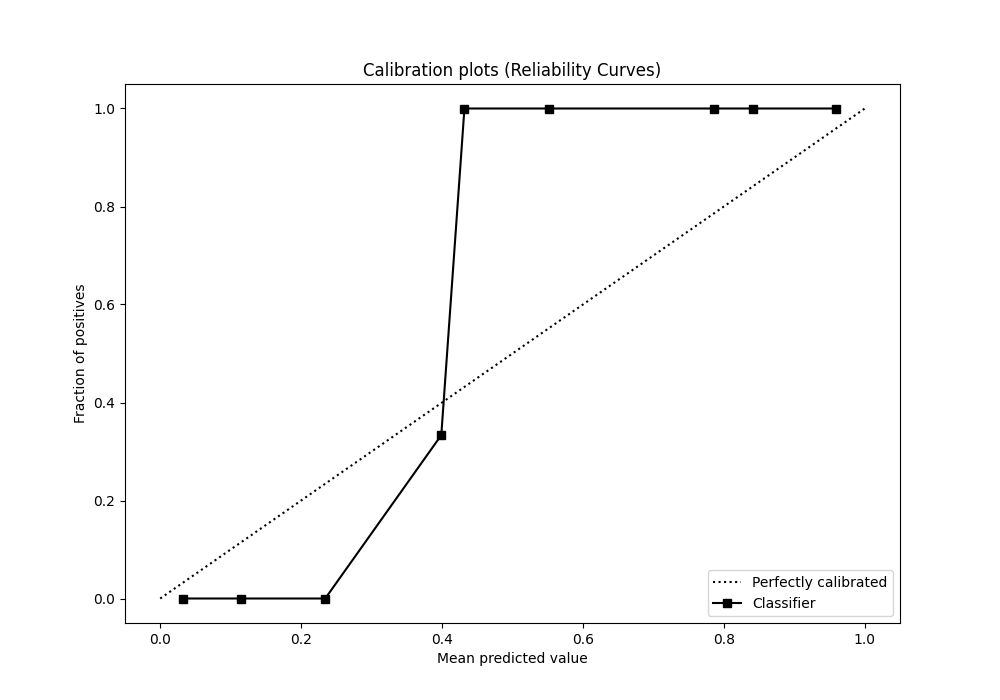 Calibration plots (Reliability Curves)
1.0
0.8
0.6
0.4
0.2
0.0
Fraction of positives
0.0 0.2 0.4 0.6 0.8 1.0
Mean predicted value
Perfectly calibrated
Classifier